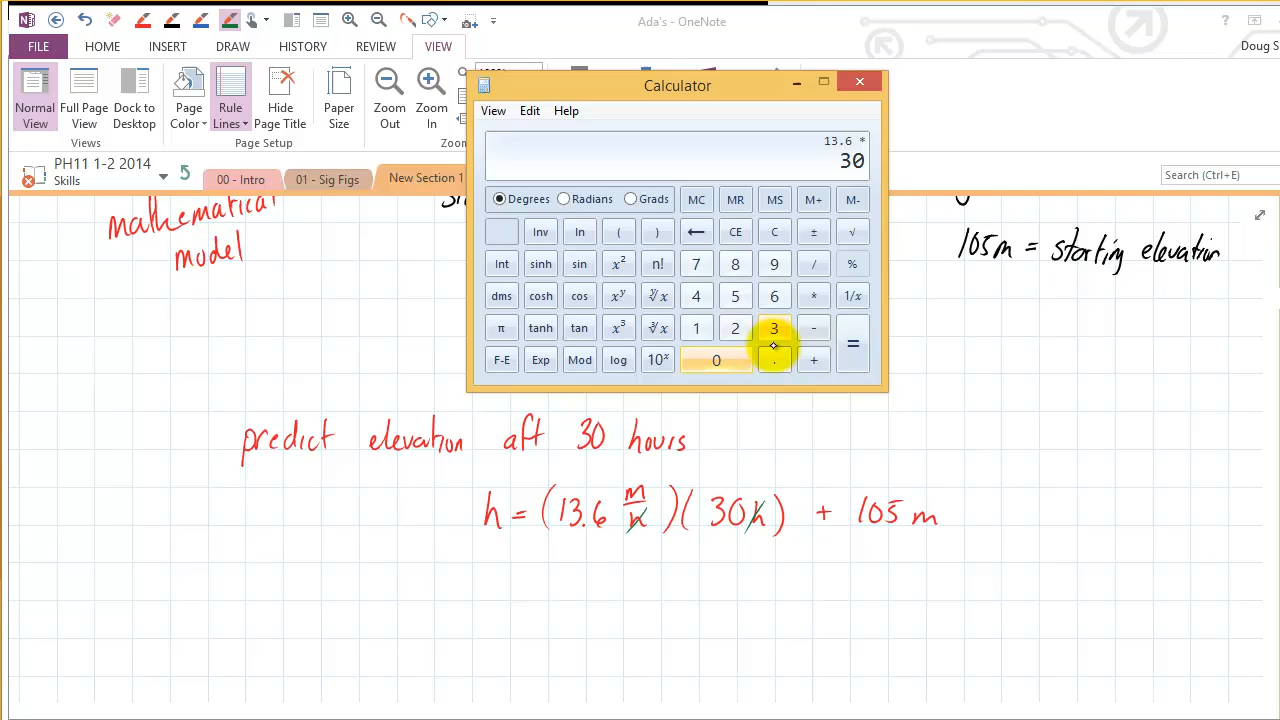 Ada's - OneNote
FILE HOME INSERT DRAW HISTORY REVIEW VIEW
Doug S
Normal View
Full Page View
Dock to Desktop
Page Color
Rule Lines
Hide Page Title
Paper Size
Zoom Out
Zoom In
Views
Page Setup
Zoom
PH11 1-2 2014
Skills
00 - Intro
01 - Sig Figs
New Section 1
Search (Ctrl+E)
Calculator
View Edit Help
13.6 *
30
Degrees Radians Grads MC MR MS M+ M-
Inv ln ( ) ← CE C ± √
Int sinh sin x² n! 7 8 9 / %
dms cosh cos xʸ ʸ√x 4 5 6 * 1/x
π tanh tan x³ ³√x 1 2 3 - =
F-E Exp Mod log 10ˣ 0 . +
mathematical
model
105m = starting elevation
predict elevation aft 30 hours
h = (13.6 m/h)(30h) + 105 m